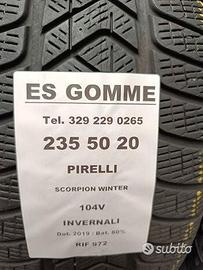 ES GOMME
Tel. 329 229 0265
235 50 20
PIRELLI
SCORPION WINTER
104V
INVERNALI
Dot. 2019 / Bat. 80%
RIF 972
subito